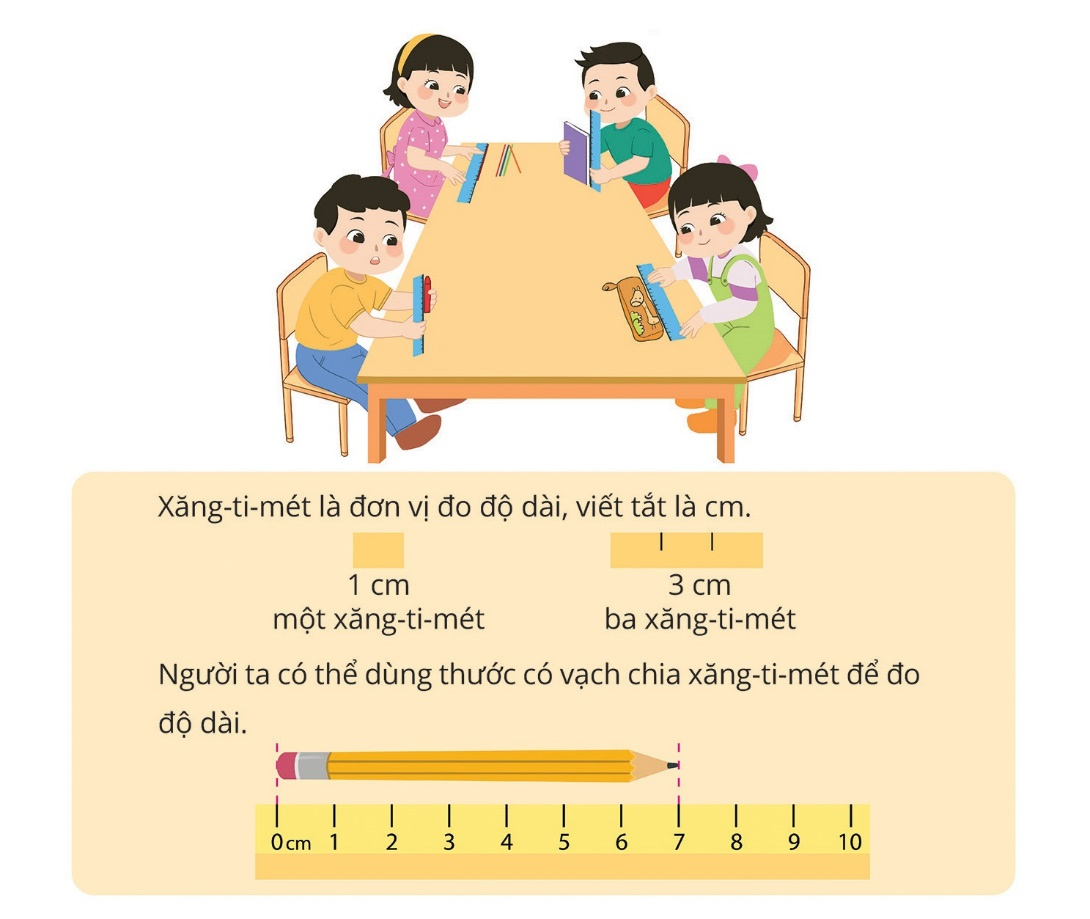 Xăng-ti-mét là đơn vị đo độ dài, viết tắt là cm.
1 cm 3 cm
một xăng-ti-mét ba xăng-ti-mét
Người ta có thể dùng thước có vạch chia xăng-ti-mét để đo
độ dài.
0 cm 1 2 3 4 5 6 7 8 9 10